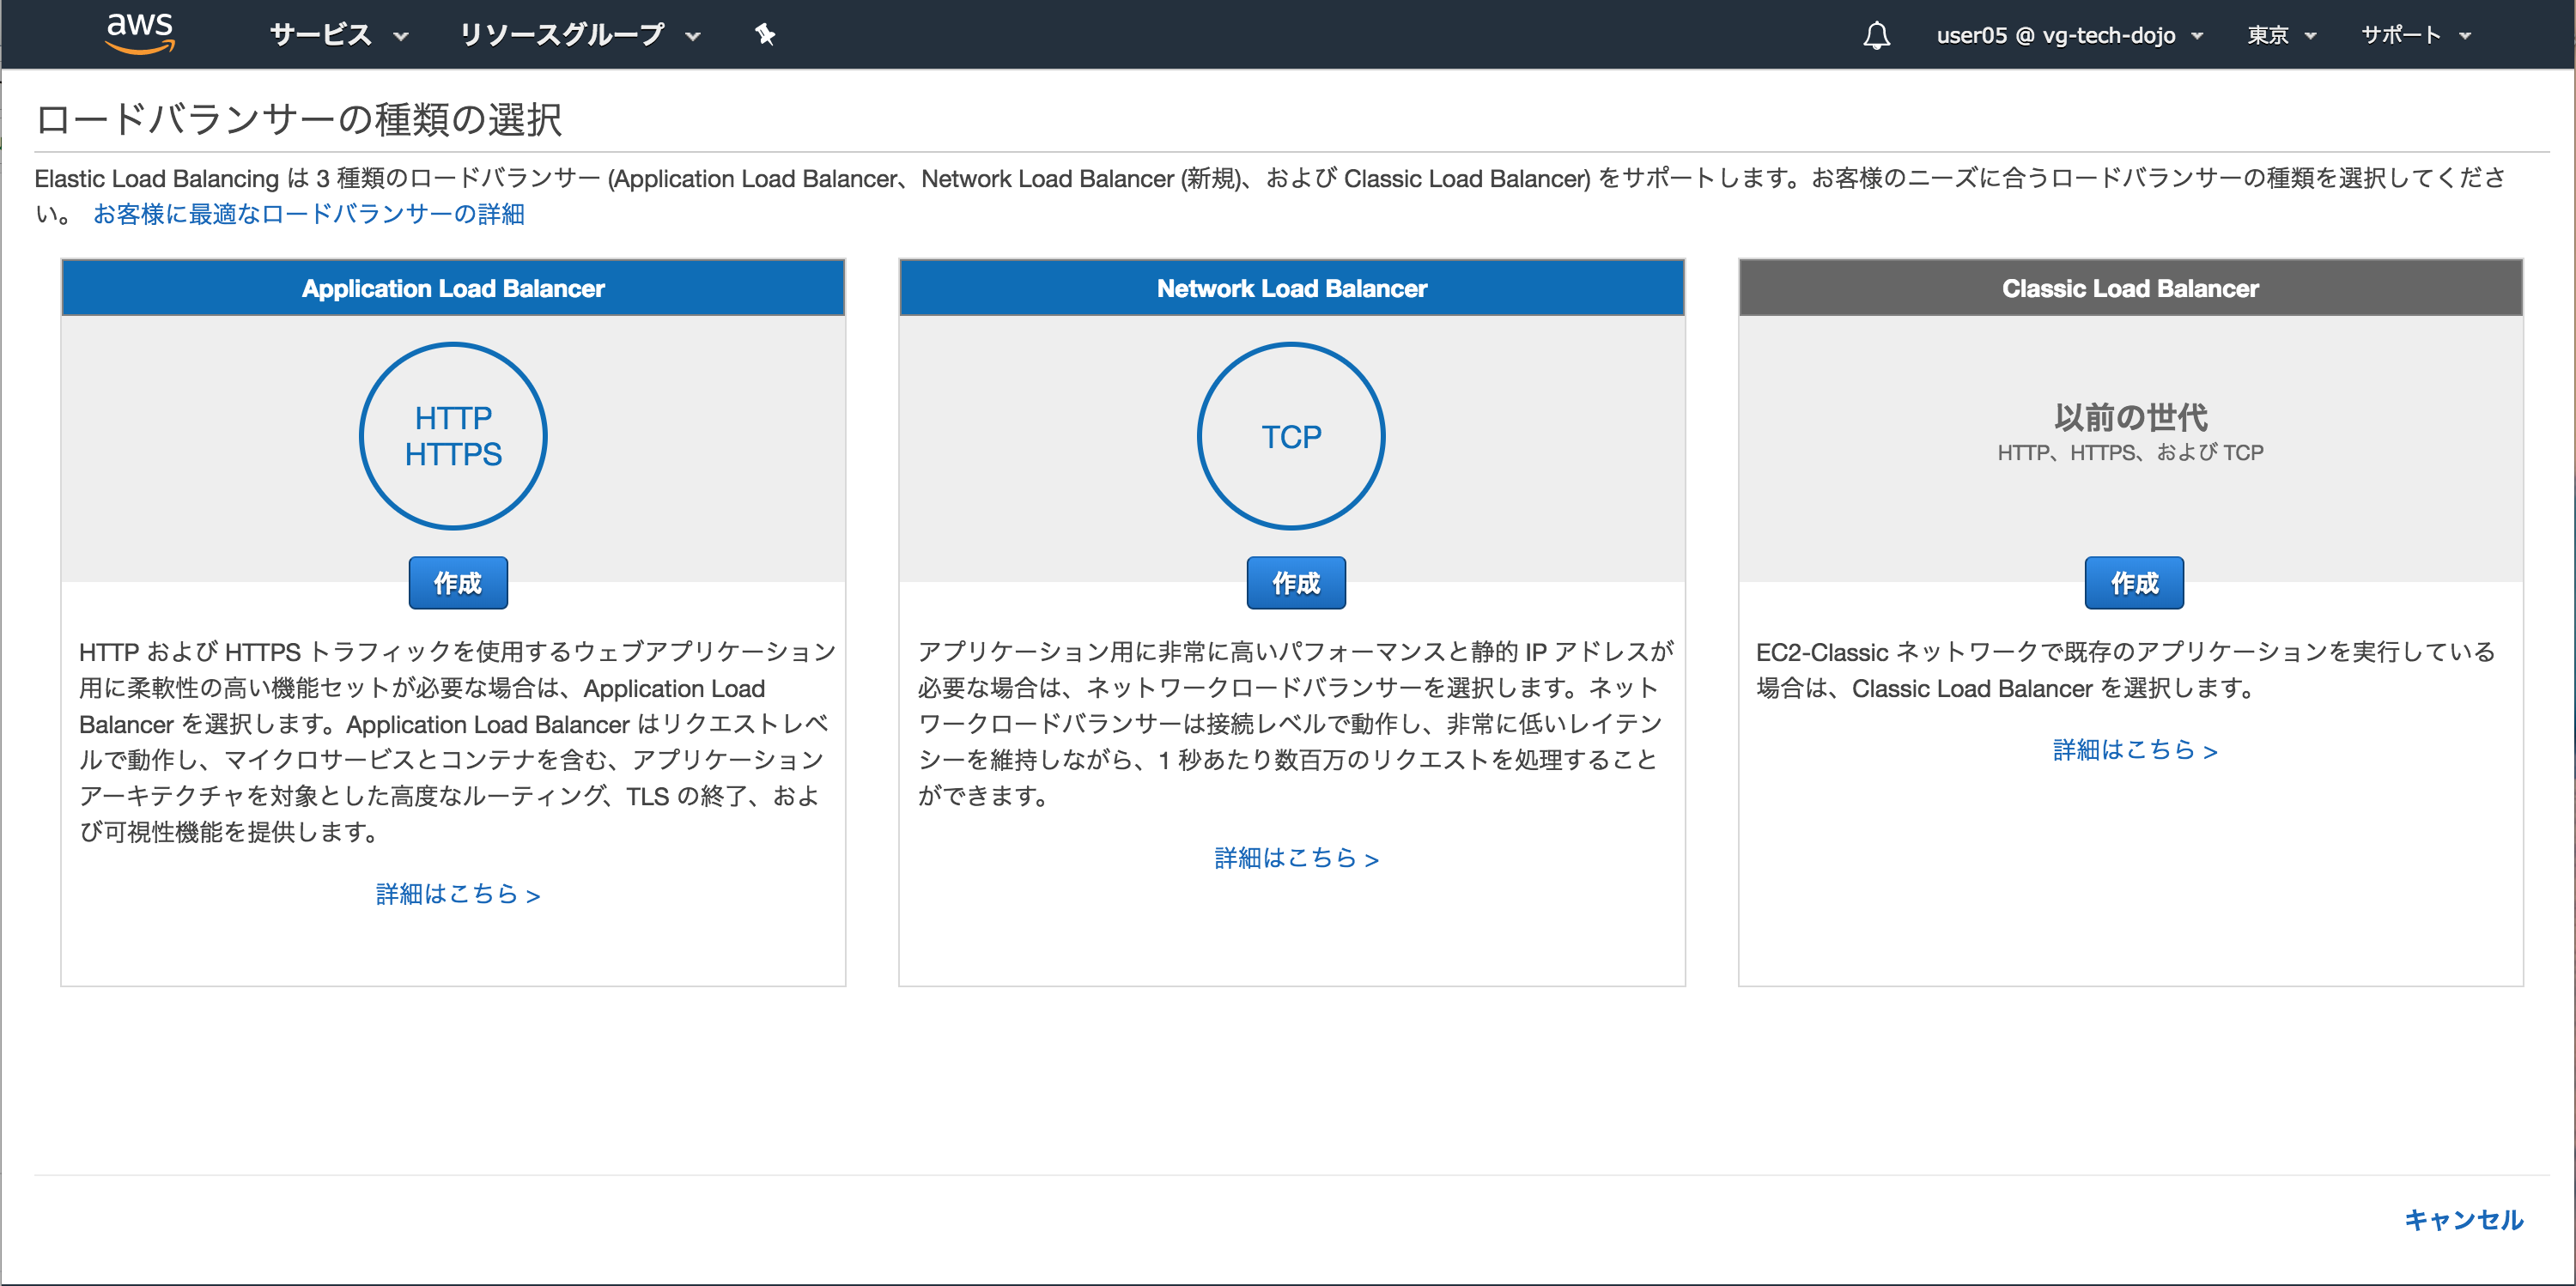 aws サービス リソースグループ user05 @ vg-tech-dojo 東京 サポート
ロードバランサーの種類の選択
Elastic Load Balancing は 3 種類のロードバランサー (Application Load Balancer、Network Load Balancer (新規)、および Classic Load Balancer) をサポートします。お客様のニーズに合うロードバランサーの種類を選択してくださ
い。 お客様に最適なロードバランサーの詳細
Application Load Balancer
HTTP
HTTPS
作成
HTTP および HTTPS トラフィックを使用するウェブアプリケーション
用に柔軟性の高い機能セットが必要な場合は、Application Load
Balancer を選択します。Application Load Balancer はリクエストレベ
ルで動作し、マイクロサービスとコンテナを含む、アプリケーション
アーキテクチャを対象とした高度なルーティング、TLS の終了、およ
び可視性機能を提供します。
詳細はこちら >
Network Load Balancer
TCP
作成
アプリケーション用に非常に高いパフォーマンスと静的 IP アドレスが
必要な場合は、ネットワークロードバランサーを選択します。ネット
ワークロードバランサーは接続レベルで動作し、非常に低いレイテン
シーを維持しながら、1 秒あたり数百万のリクエストを処理すること
ができます。
詳細はこちら >
Classic Load Balancer
以前の世代
HTTP、HTTPS、および TCP
作成
EC2-Classic ネットワークで既存のアプリケーションを実行している
場合は、Classic Load Balancer を選択します。
詳細はこちら >
キャンセル